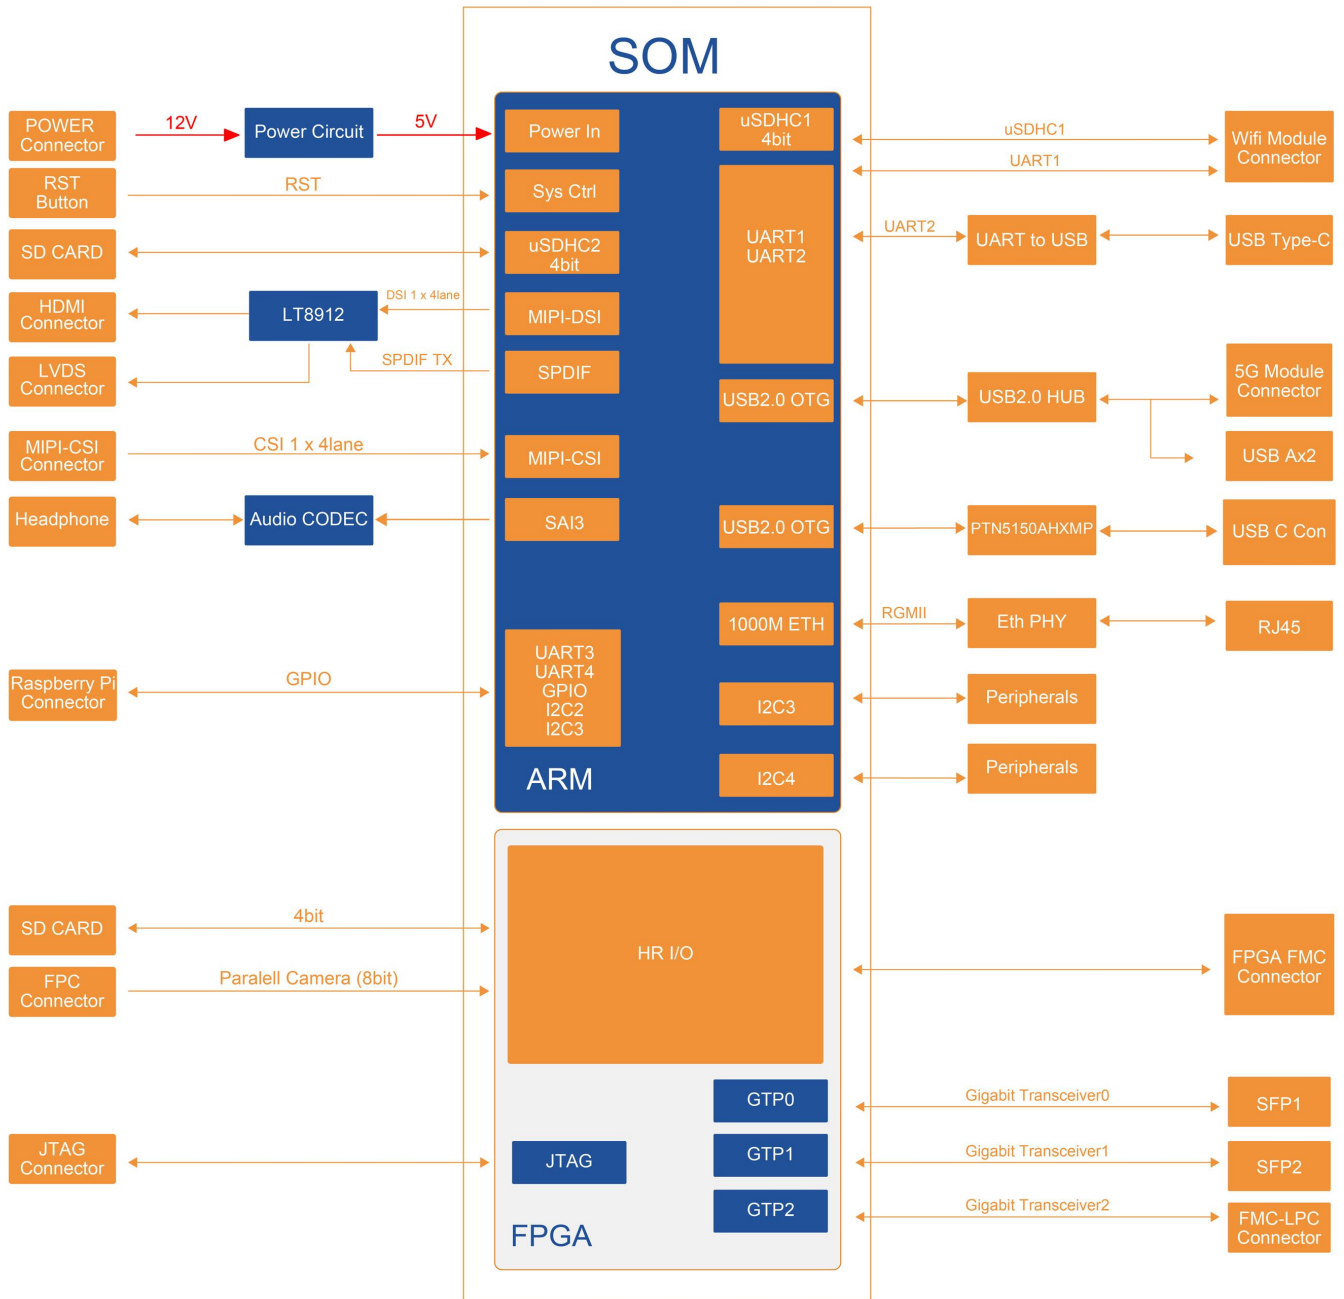 SOM
POWER
Connector
12V
Power Circuit
5V
Power In
uSDHC1
4bit
uSDHC1
UART1
Wifi Module
Connector
RST
Button
RST
Sys Ctrl
UART1
UART2
UART2
UART to USB
USB Type-C
SD CARD
uSDHC2
4bit
HDMI
Connector
LT8912
DSI 1 x 4lane
MIPI-DSI
LVDS
Connector
SPDIF TX
SPDIF
USB2.0 OTG
USB2.0 HUB
5G Module
Connector
USB Ax2
MIPI-CSI
Connector
CSI 1 x 4lane
MIPI-CSI
Headphone
Audio CODEC
SAI3
USB2.0 OTG
PTN5150AHXMP
USB C Con
1000M ETH
RGMII
Eth PHY
RJ45
Raspberry Pi
Connector
GPIO
UART3
UART4
GPIO
I2C2
I2C3
I2C3
Peripherals
ARM
I2C4
Peripherals
SD CARD
4bit
HR I/O
FPC
Connector
Paralell Camera (8bit)
FPGA FMC
Connector
GTP0
Gigabit Transceiver0
SFP1
JTAG
Connector
JTAG
GTP1
Gigabit Transceiver1
SFP2
GTP2
Gigabit Transceiver2
FMC-LPC
Connector
FPGA